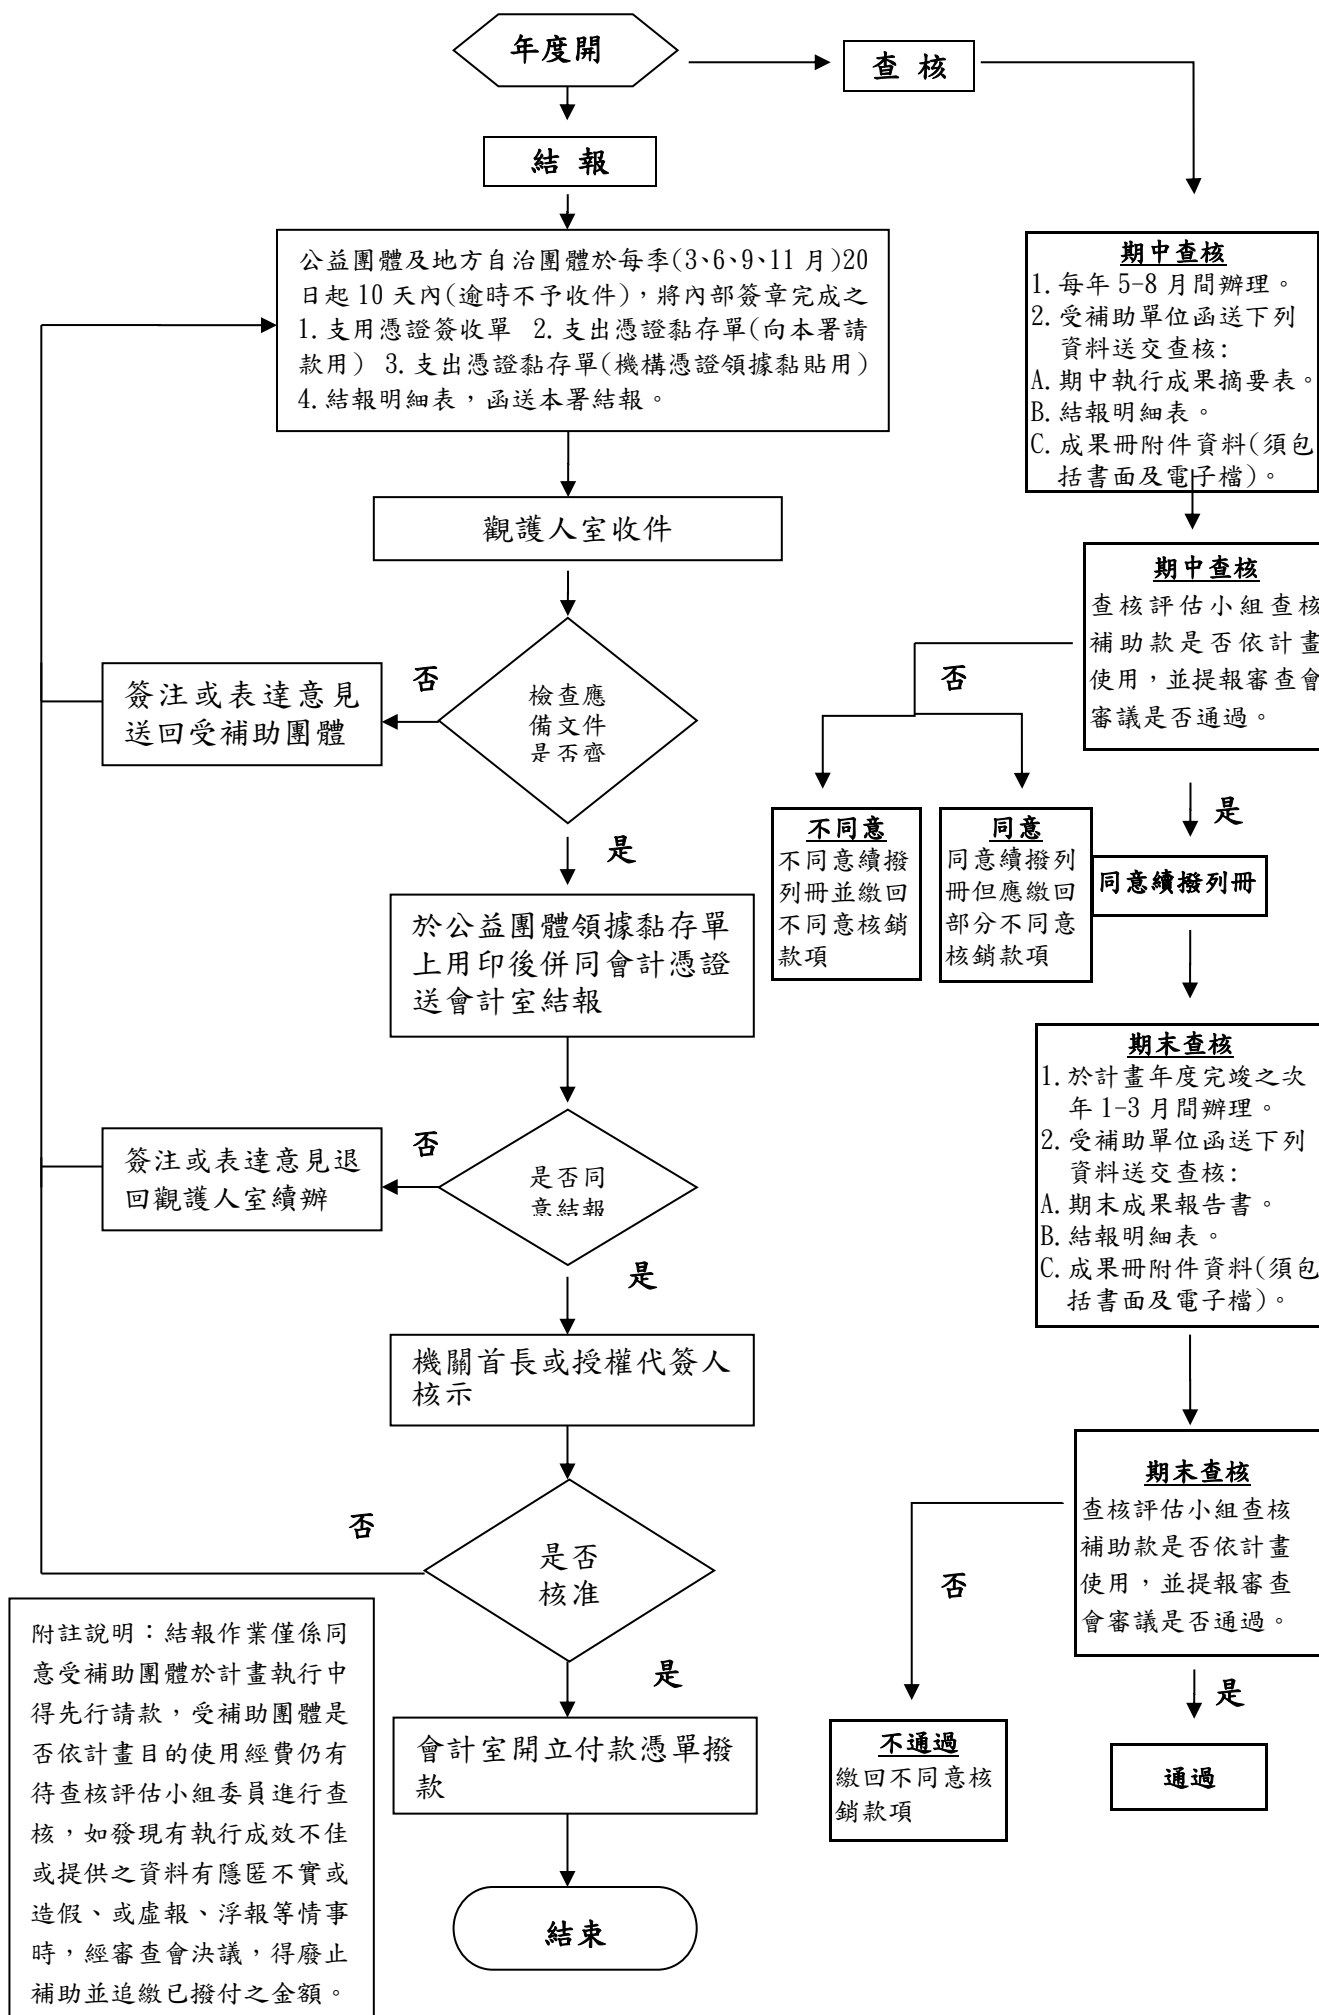 年度開
查 核
結 報
公益團體及地方自治團體於每季(3、6、9、11 月)20
日起 10 天內(逾時不予收件)，將內部簽章完成之
1.支用憑證簽收單 2.支出憑證黏存單(向本署請
款用) 3.支出憑證黏存單(機構憑證領據黏貼用)
4.結報明細表，函送本署結報。
觀護人室收件
檢查應
備文件
是否齊
否
簽注或表達意見
送回受補助團體
是
於公益團體領據黏存單
上用印後併同會計憑證
送會計室結報
是否同
意結報
否
簽注或表達意見退
回觀護人室續辦
是
機關首長或授權代簽人
核示
是否
核准
否
是
會計室開立付款憑單撥
款
結束
附註說明：結報作業僅係同
意受補助團體於計畫執行中
得先行請款，受補助團體是
否依計畫目的使用經費仍有
待查核評估小組委員進行查
核，如發現有執行成效不佳
或提供之資料有隱匿不實或
造假、或虛報、浮報等情事
時，經審查會決議，得廢止
補助並追繳已撥付之金額。
期中查核
1.每年 5-8 月間辦理。
2.受補助單位函送下列
資料送交查核:
A.期中執行成果摘要表。
B.結報明細表。
C.成果冊附件資料(須包
括書面及電子檔)。
期中查核
查核評估小組查核
補助款是否依計畫
使用，並提報審查會
審議是否通過。
否
不同意
不同意續撥
列冊並繳回
不同意核銷
款項
同意
同意續撥列
冊但應繳回
部分不同意
核銷款項
是
同意續撥列冊
期末查核
1.於計畫年度完竣之次
年 1-3 月間辦理。
2.受補助單位函送下列
資料送交查核:
A.期末成果報告書。
B.結報明細表。
C.成果冊附件資料(須包
括書面及電子檔)。
期末查核
查核評估小組查核
補助款是否依計畫
使用，並提報審查
會審議是否通過。
否
不通過
繳回不同意核
銷款項
是
通過